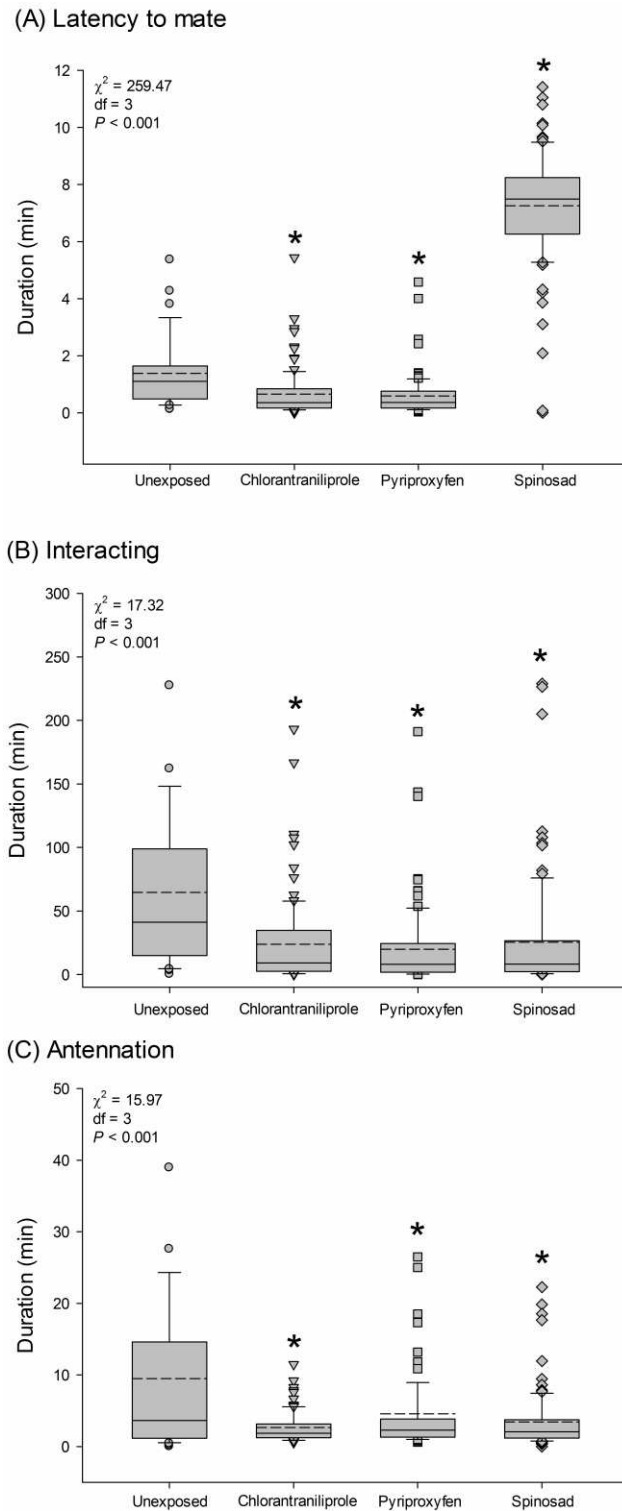 (A) Latency to mate
12
10
8
6
4
2
0
Duration (min)
χ² = 259.47
df = 3
P < 0.001
*
*
*
Unexposed Chlorantraniliprole Pyriproxyfen Spinosad
(B) Interacting
300
250
200
150
100
50
0
Duration (min)
χ² = 17.32
df = 3
P < 0.001
*
*
*
Unexposed Chlorantraniliprole Pyriproxyfen Spinosad
(C) Antennation
50
40
30
20
10
0
Duration (min)
χ² = 15.97
df = 3
P < 0.001
*
*
*
Unexposed Chlorantraniliprole Pyriproxyfen Spinosad